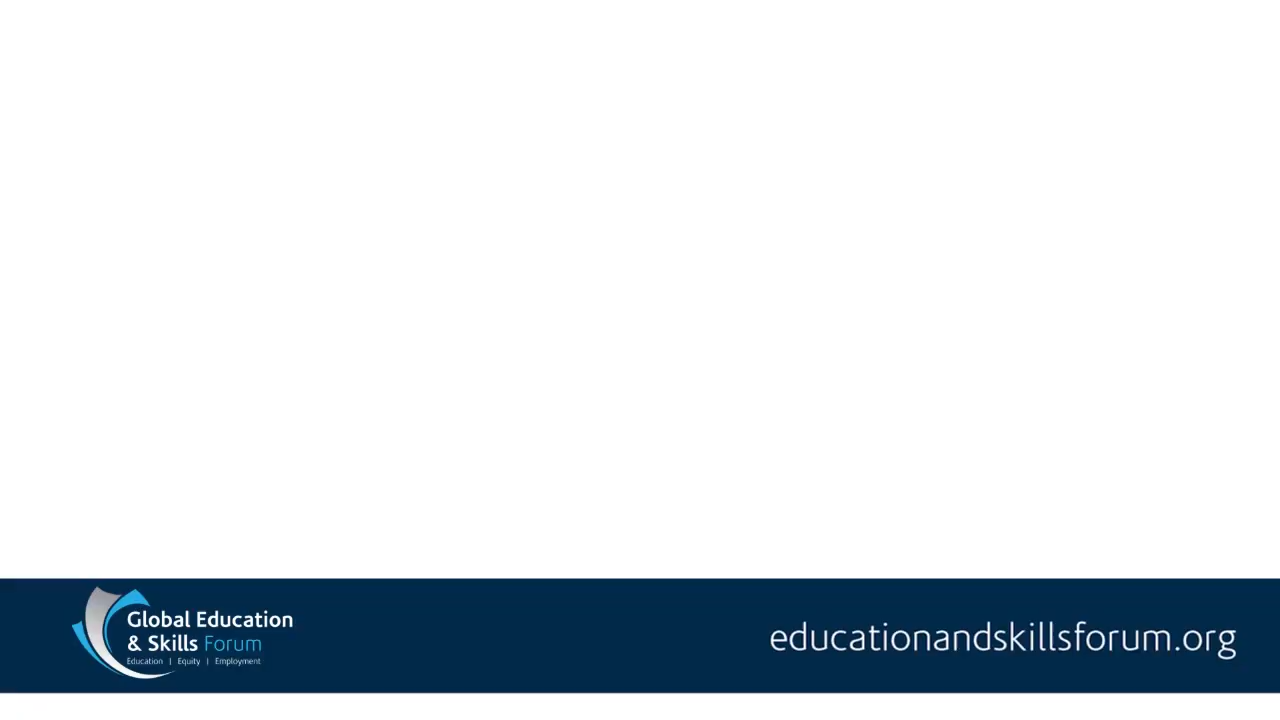 Global Education
& Skills Forum
Education | Equity | Employment
educationandskillsforum.org